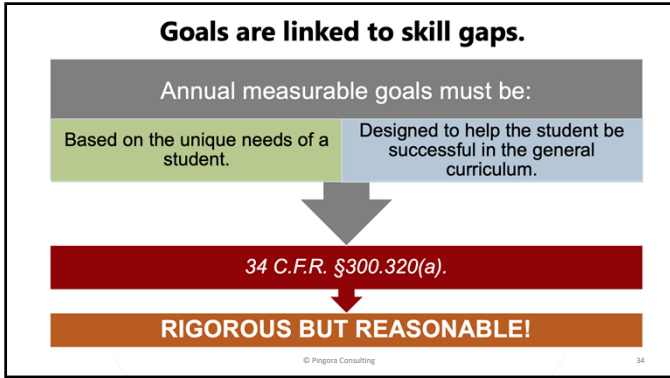 Goals are linked to skill gaps.
Annual measurable goals must be:
Based on the unique needs of a
student.
Designed to help the student be
successful in the general
curriculum.
34 C.F.R. §300.320(a).
RIGOROUS BUT REASONABLE!
© Pingora Consulting
34